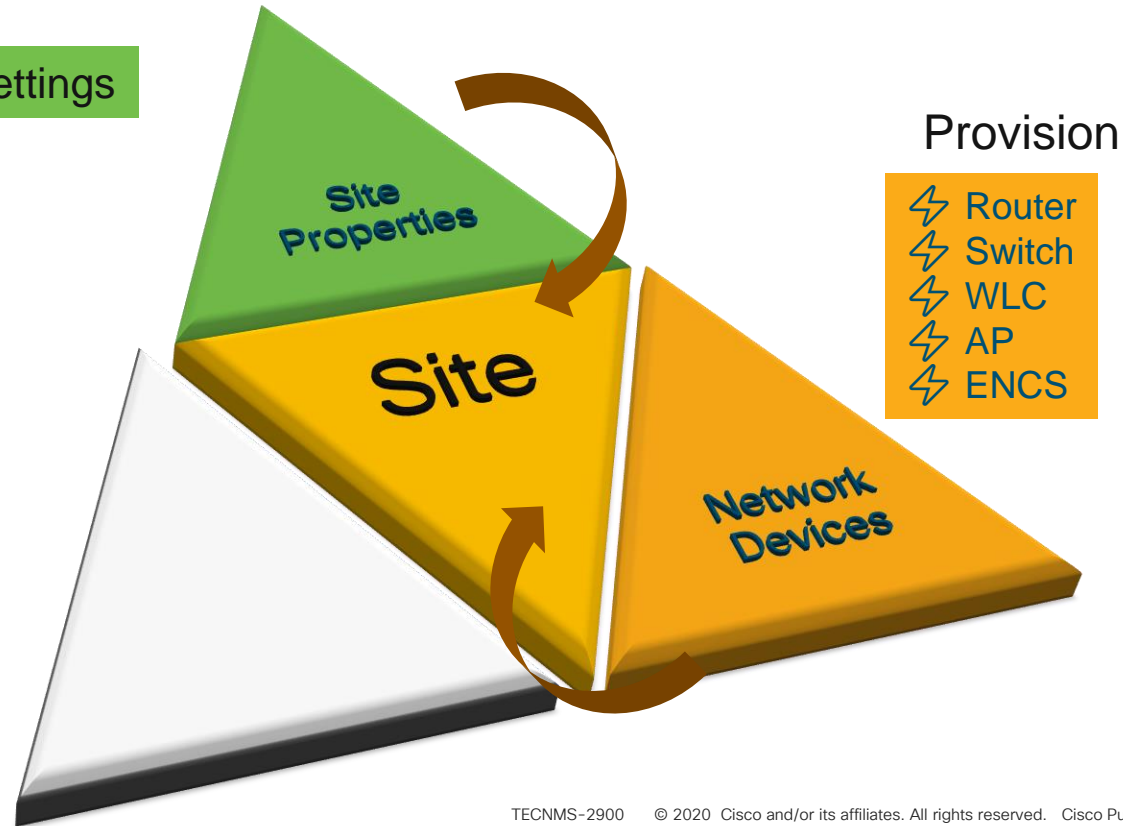 ettings
Site
Properties
Provision
Router
Switch
WLC
AP
ENCS
Site
Network
Devices
TECNMS-2900 © 2020 Cisco and/or its affiliates. All rights reserved. Cisco Pu